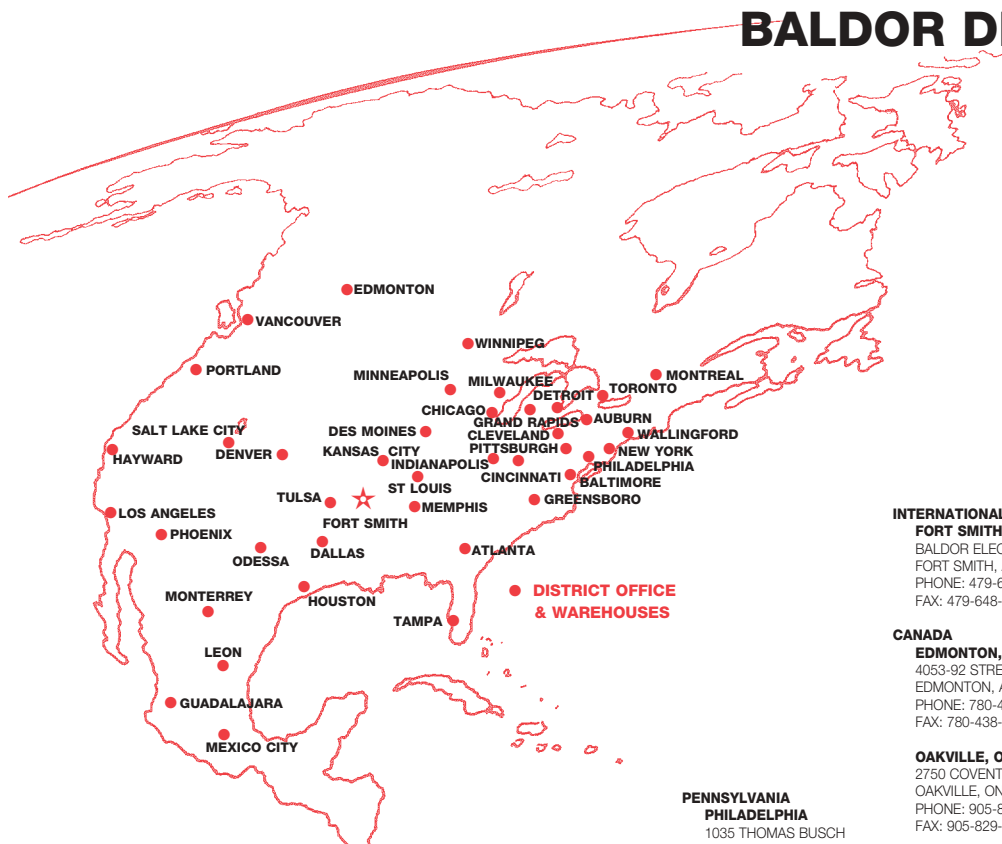 BALDOR DI
EDMONTON
VANCOUVER
WINNIPEG
PORTLAND
MONTREAL
MINNEAPOLIS
MILWAUKEE
TORONTO
DETROIT
CHICAGO
GRAND RAPIDS
AUBURN
SALT LAKE CITY
DES MOINES
CLEVELAND
WALLINGFORD
HAYWARD
DENVER
KANSAS CITY
PITTSBURGH
NEW YORK
INDIANAPOLIS
PHILADELPHIA
CINCINNATI
BALTIMORE
ST LOUIS
TULSA
GREENSBORO
LOS ANGELES
MEMPHIS
FORT SMITH
PHOENIX
ODESSA
DALLAS
ATLANTA
MONTERREY
HOUSTON
DISTRICT OFFICE
& WAREHOUSES
TAMPA
LEON
GUADALAJARA
MEXICO CITY
PENNSYLVANIA
PHILADELPHIA
1035 THOMAS BUSCH
INTERNATIONAL
FORT SMITH
BALDOR ELEC
FORT SMITH,
PHONE: 479-6
FAX: 479-648-
CANADA
EDMONTON,
4053-92 STRE
EDMONTON, A
PHONE: 780-4
FAX: 780-438-
OAKVILLE, O
2750 COVENT
OAKVILLE, ON
PHONE: 905-8
FAX: 905-829-